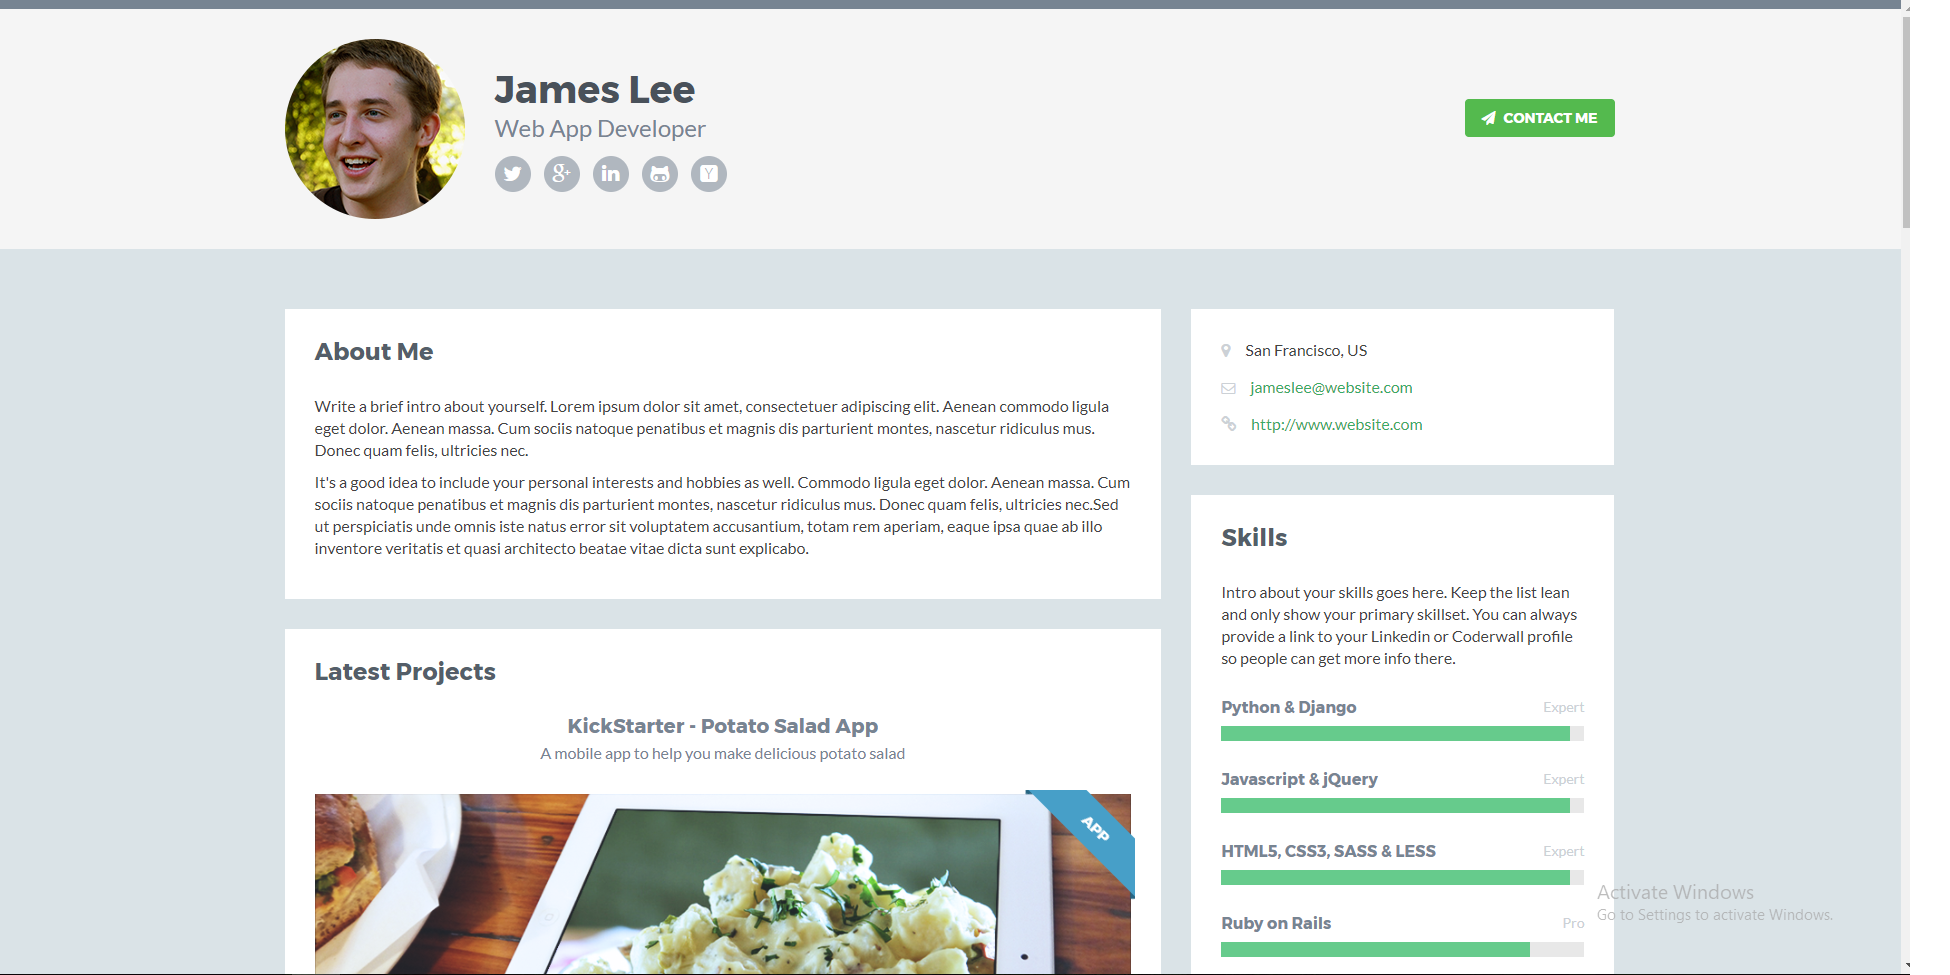 James Lee
Web App Developer
CONTACT ME
About Me
Write a brief intro about yourself. Lorem ipsum dolor sit amet, consectetuer adipiscing elit. Aenean commodo ligula
eget dolor. Aenean massa. Cum sociis natoque penatibus et magnis dis parturient montes, nascetur ridiculus mus.
Donec quam felis, ultricies nec.
It's a good idea to include your personal interests and hobbies as well. Commodo ligula eget dolor. Aenean massa. Cum
sociis natoque penatibus et magnis dis parturient montes, nascetur ridiculus mus. Donec quam felis, ultricies nec.Sed
ut perspiciatis unde omnis iste natus error sit voluptatem accusantium, totam rem aperiam, eaque ipsa quae ab illo
inventore veritatis et quasi architecto beatae vitae dicta sunt explicabo.
Latest Projects
KickStarter - Potato Salad App
A mobile app to help you make delicious potato salad
APP
San Francisco, US
jameslee@website.com
http://www.website.com
Skills
Intro about your skills goes here. Keep the list lean
and only show your primary skillset. You can always
provide a link to your Linkedin or Coderwall profile
so people can get more info there.
Python & Django Expert
Javascript & jQuery Expert
HTML5, CSS3, SASS & LESS Expert
Ruby on Rails Pro
Activate Windows
Go to Settings to activate Windows.